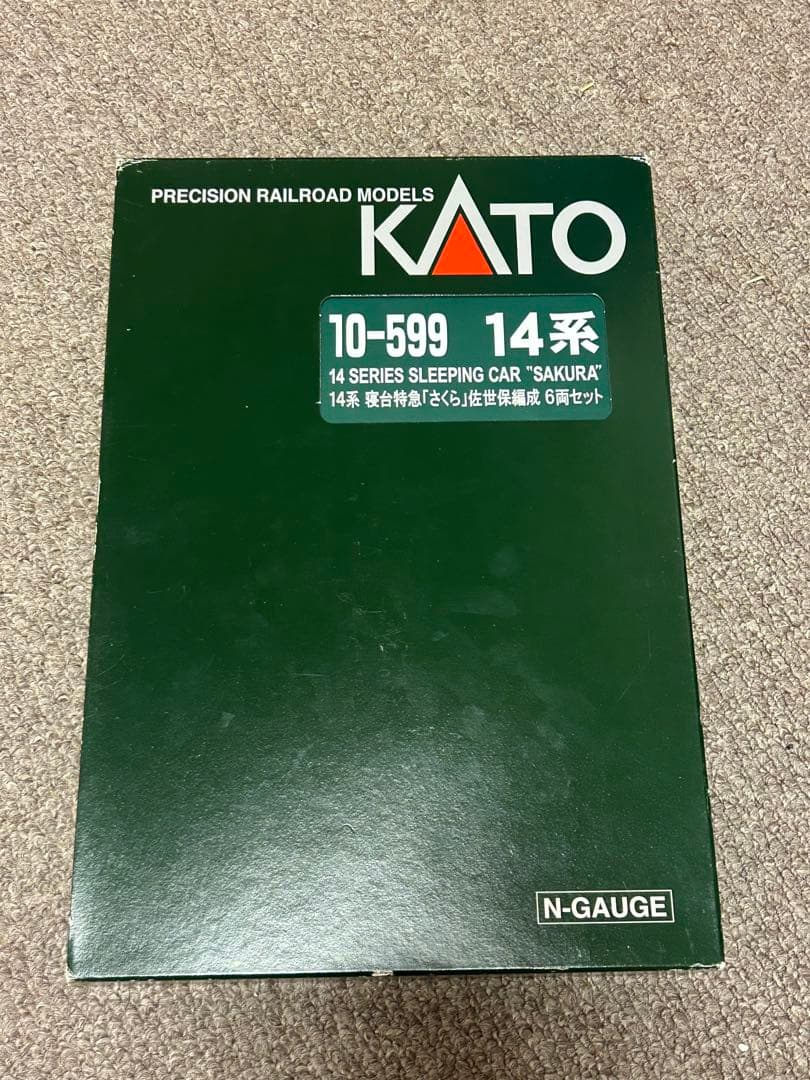 PRECISION RAILROAD MODELS
KATO
10-599 14系
14 SERIES SLEEPING CAR "SAKURA"
14系 寝台特急「さくら」佐世保編成 6両セット
N-GAUGE